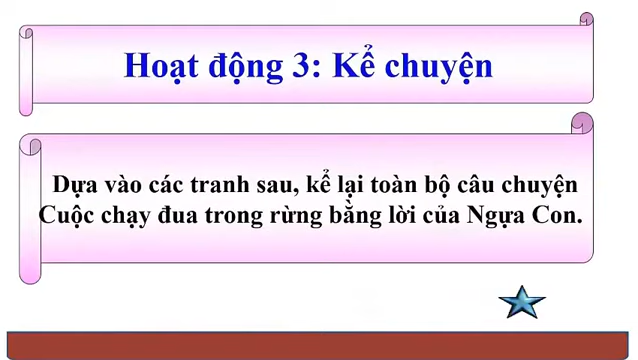 Hoạt động 3: Kể chuyện
Dựa vào các tranh sau, kể lại toàn bộ câu chuyện
Cuộc chạy đua trong rừng bằng lời của Ngựa Con.